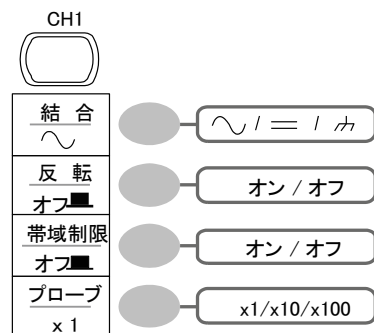 CH1
結 合
/ /
反 転
オン / オフ
オフ
帯域制限
オン / オフ
オフ
プローブ
x1/x10/x100
x 1